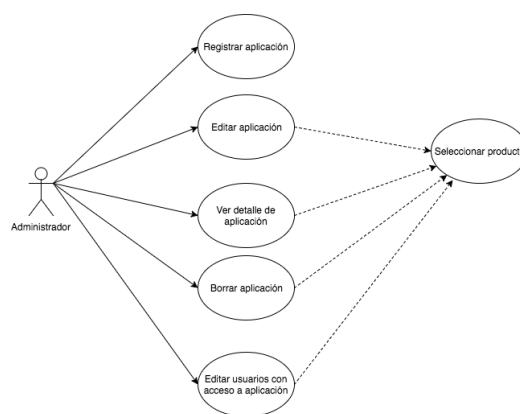 Registrar aplicación
Editar aplicación
Seleccionar product
Ver detalle de
aplicación
Administrador
Borrar aplicación
Editar usuarios con
acceso a aplicación